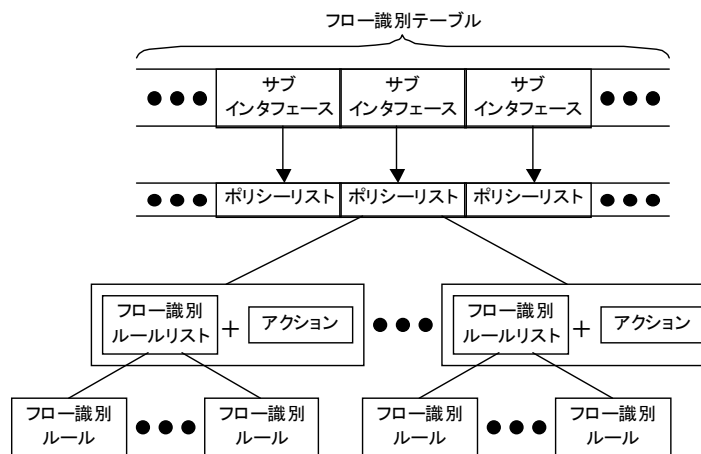 フロー識別テーブル
サブ
インタフェース
サブ
インタフェース
サブ
インタフェース
ポリシーリスト
ポリシーリスト
ポリシーリスト
フロー識別
ルールリスト
+
アクション
フロー識別
ルールリスト
+
アクション
フロー識別
ルール
フロー識別
ルール
フロー識別
ルール
フロー識別
ルール